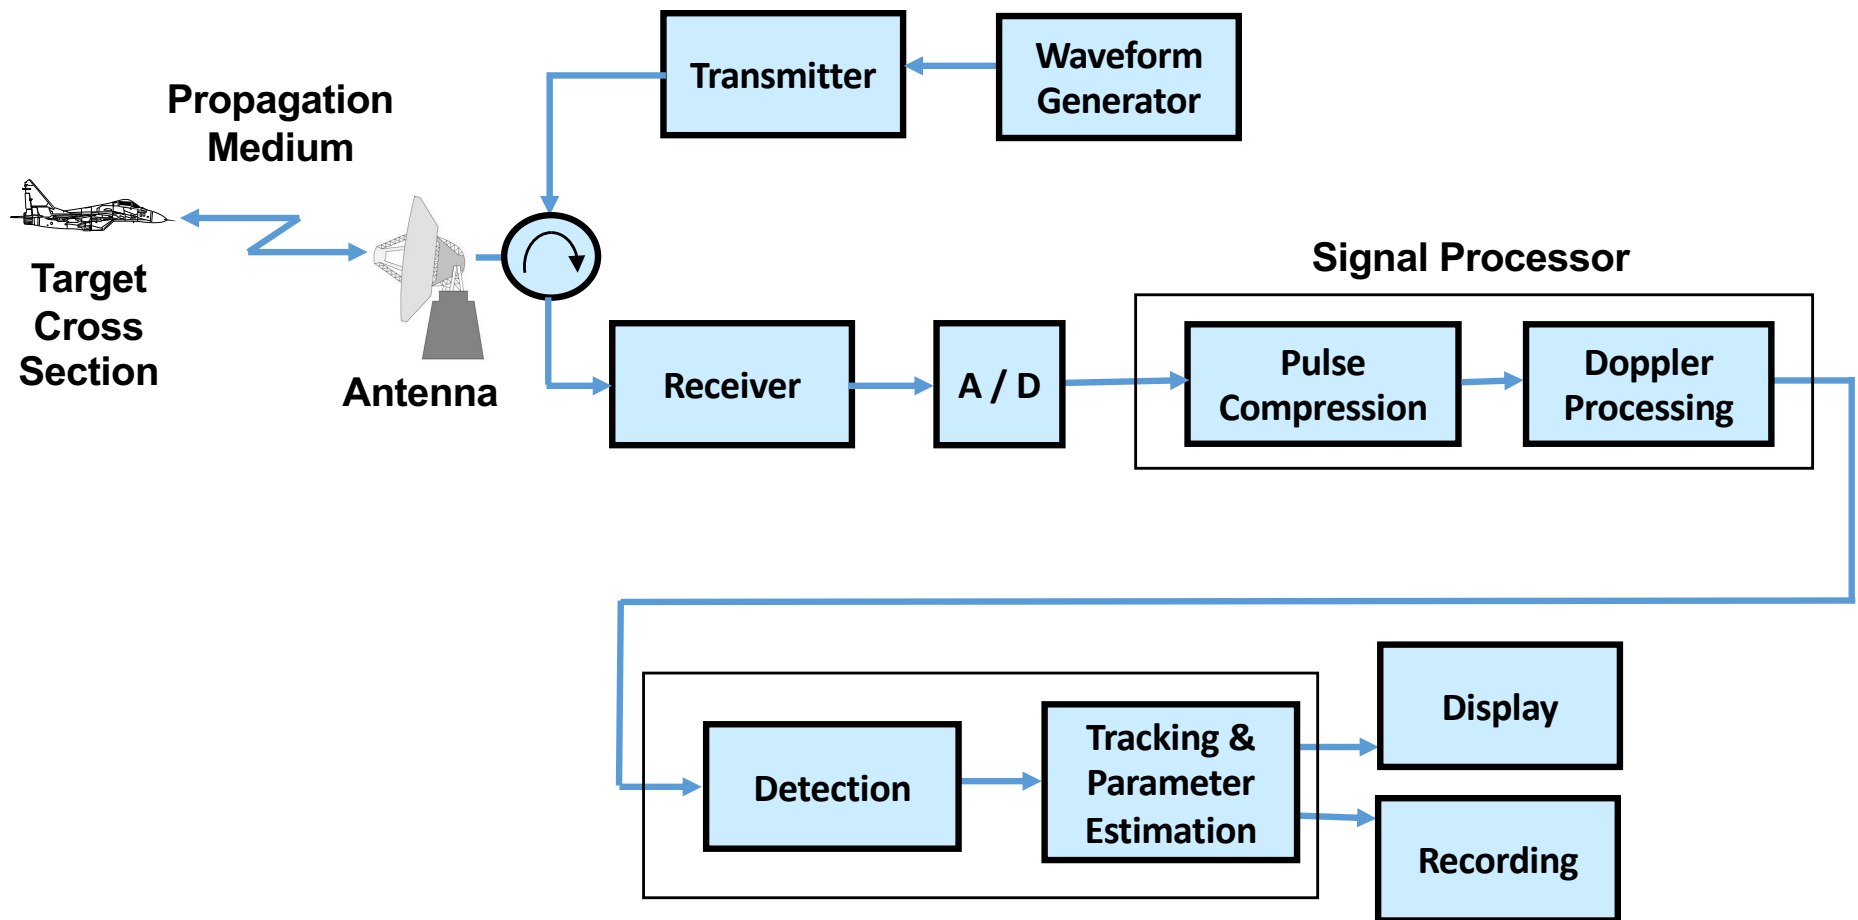 Transmitter
Waveform
Generator
Propagation
Medium
Target
Cross
Section
Antenna
Signal Processor
Receiver
A / D
Pulse
Compression
Doppler
Processing
Detection
Tracking &
Parameter
Estimation
Display
Recording